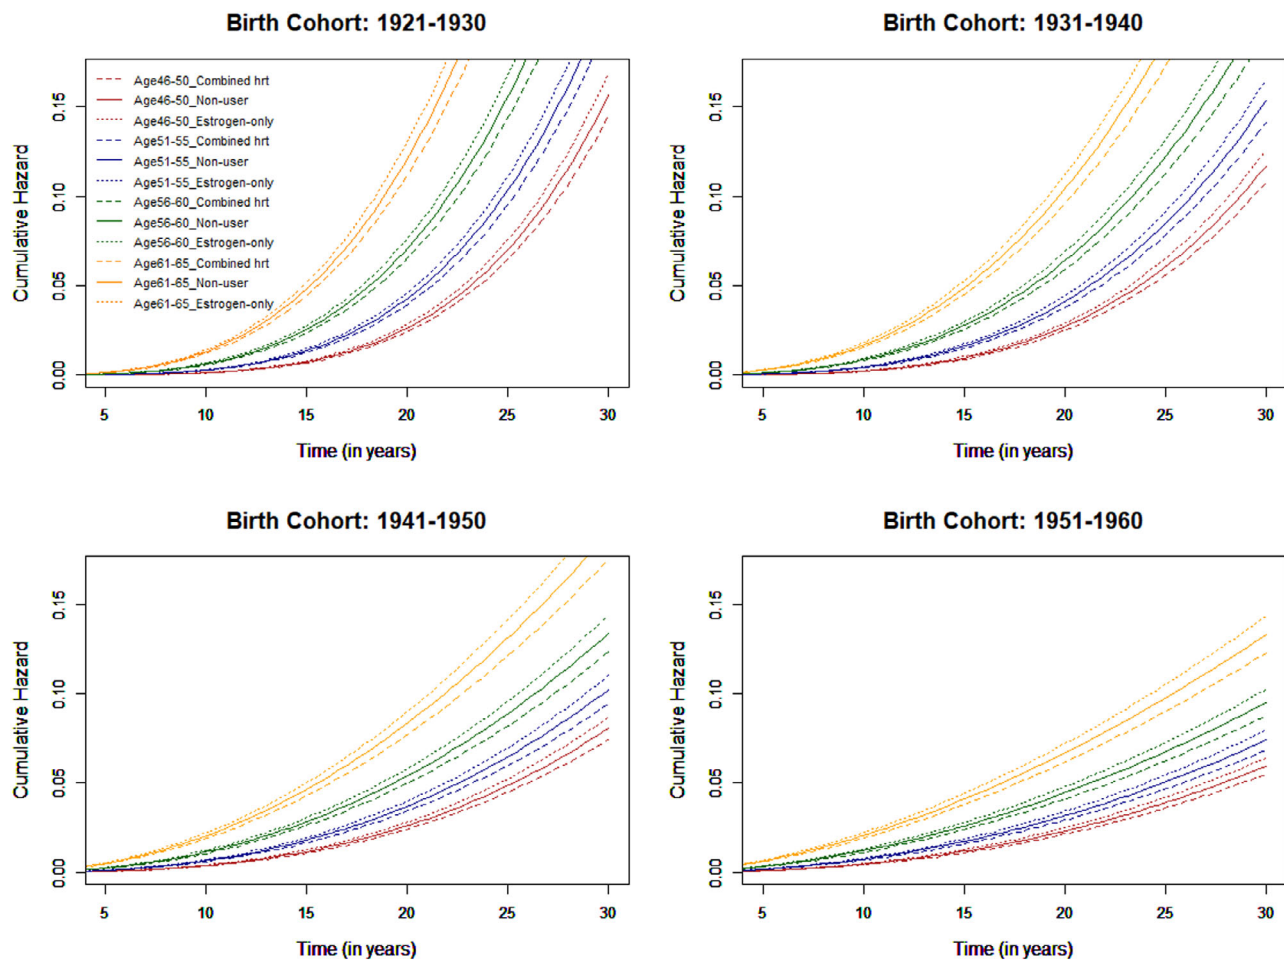 Birth Cohort: 1921-1930
Cumulative Hazard
0.15
0.10
0.05
0.00
Age46-50_Combined hrt
Age46-50_Non-user
Age46-50_Estrogen-only
Age51-55_Combined hrt
Age51-55_Non-user
Age51-55_Estrogen-only
Age56-60_Combined hrt
Age56-60_Non-user
Age56-60_Estrogen-only
Age61-65_Combined hrt
Age61-65_Non-user
Age61-65_Estrogen-only
5 10 15 20 25 30
Time (in years)
Birth Cohort: 1931-1940
Cumulative Hazard
0.15
0.10
0.05
0.00
5 10 15 20 25 30
Time (in years)
Birth Cohort: 1941-1950
Cumulative Hazard
0.15
0.10
0.05
0.00
5 10 15 20 25 30
Time (in years)
Birth Cohort: 1951-1960
Cumulative Hazard
0.15
0.10
0.05
0.00
5 10 15 20 25 30
Time (in years)